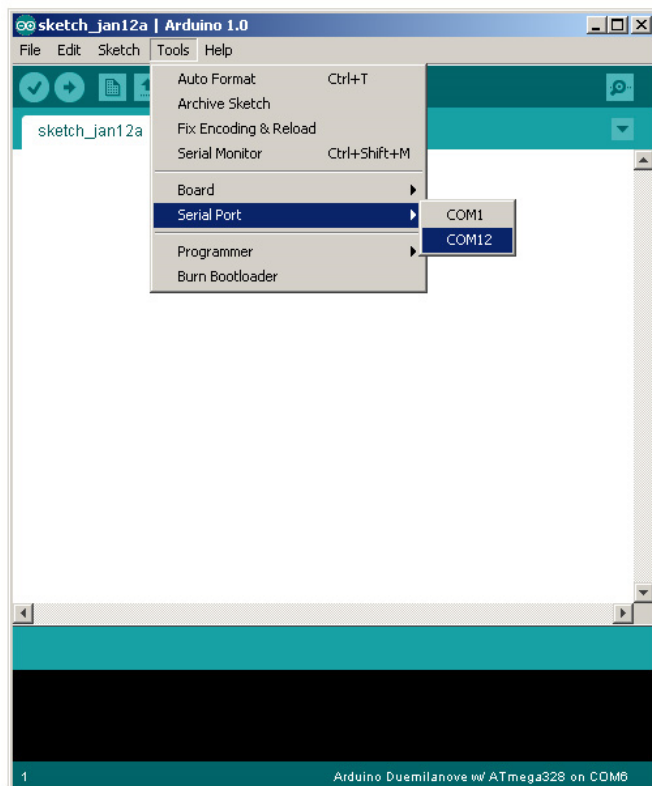 sketch_jan12a | Arduino 1.0
File Edit Sketch Tools Help
sketch_jan12a
Auto Format Ctrl+T
Archive Sketch
Fix Encoding & Reload
Serial Monitor Ctrl+Shift+M
Board
Serial Port
COM1
COM12
Programmer
Burn Bootloader
1 Arduino Duemilanove w/ ATmega328 on COM6